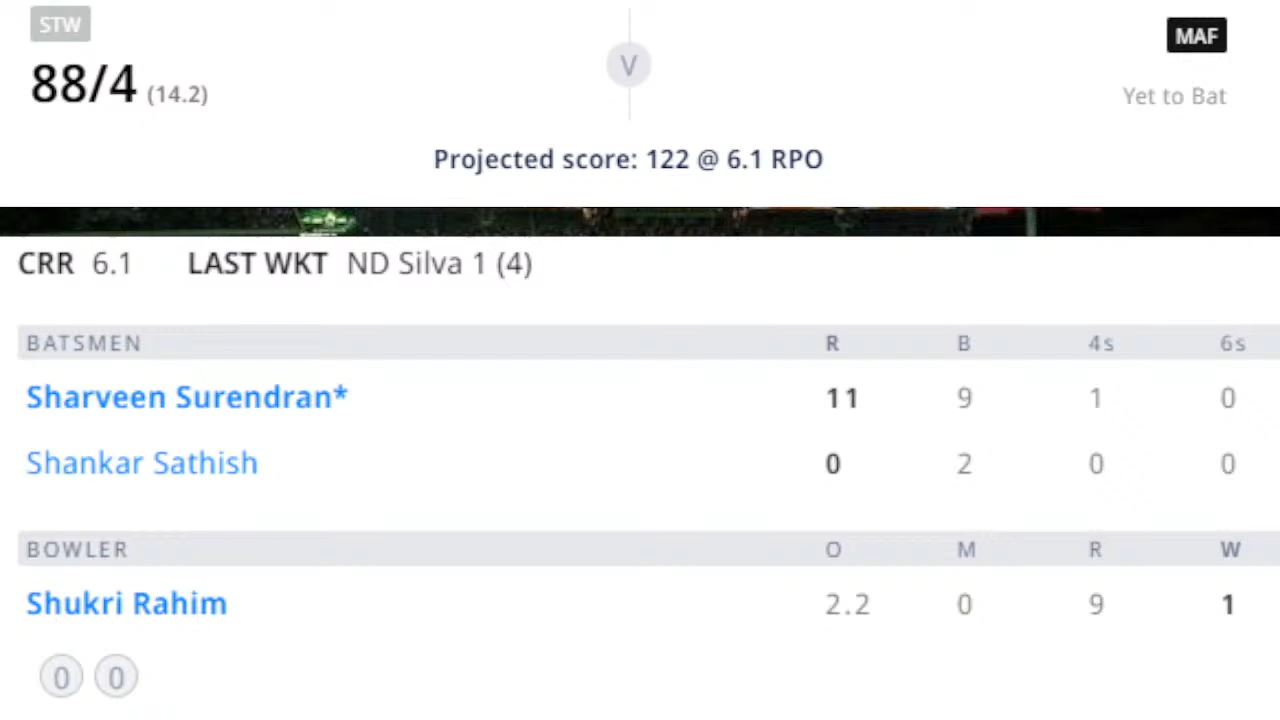 STW
V
MAF
88/4 (14.2)
Yet to Bat
Projected score: 122 @ 6.1 RPO
CRR 6.1 LAST WKT ND Silva 1 (4)
BATSMEN R B 4s 6s
Sharveen Surendran* 11 9 1 0
Shankar Sathish 0 2 0 0
BOWLER O M R W
Shukri Rahim 2.2 0 9 1
0 0